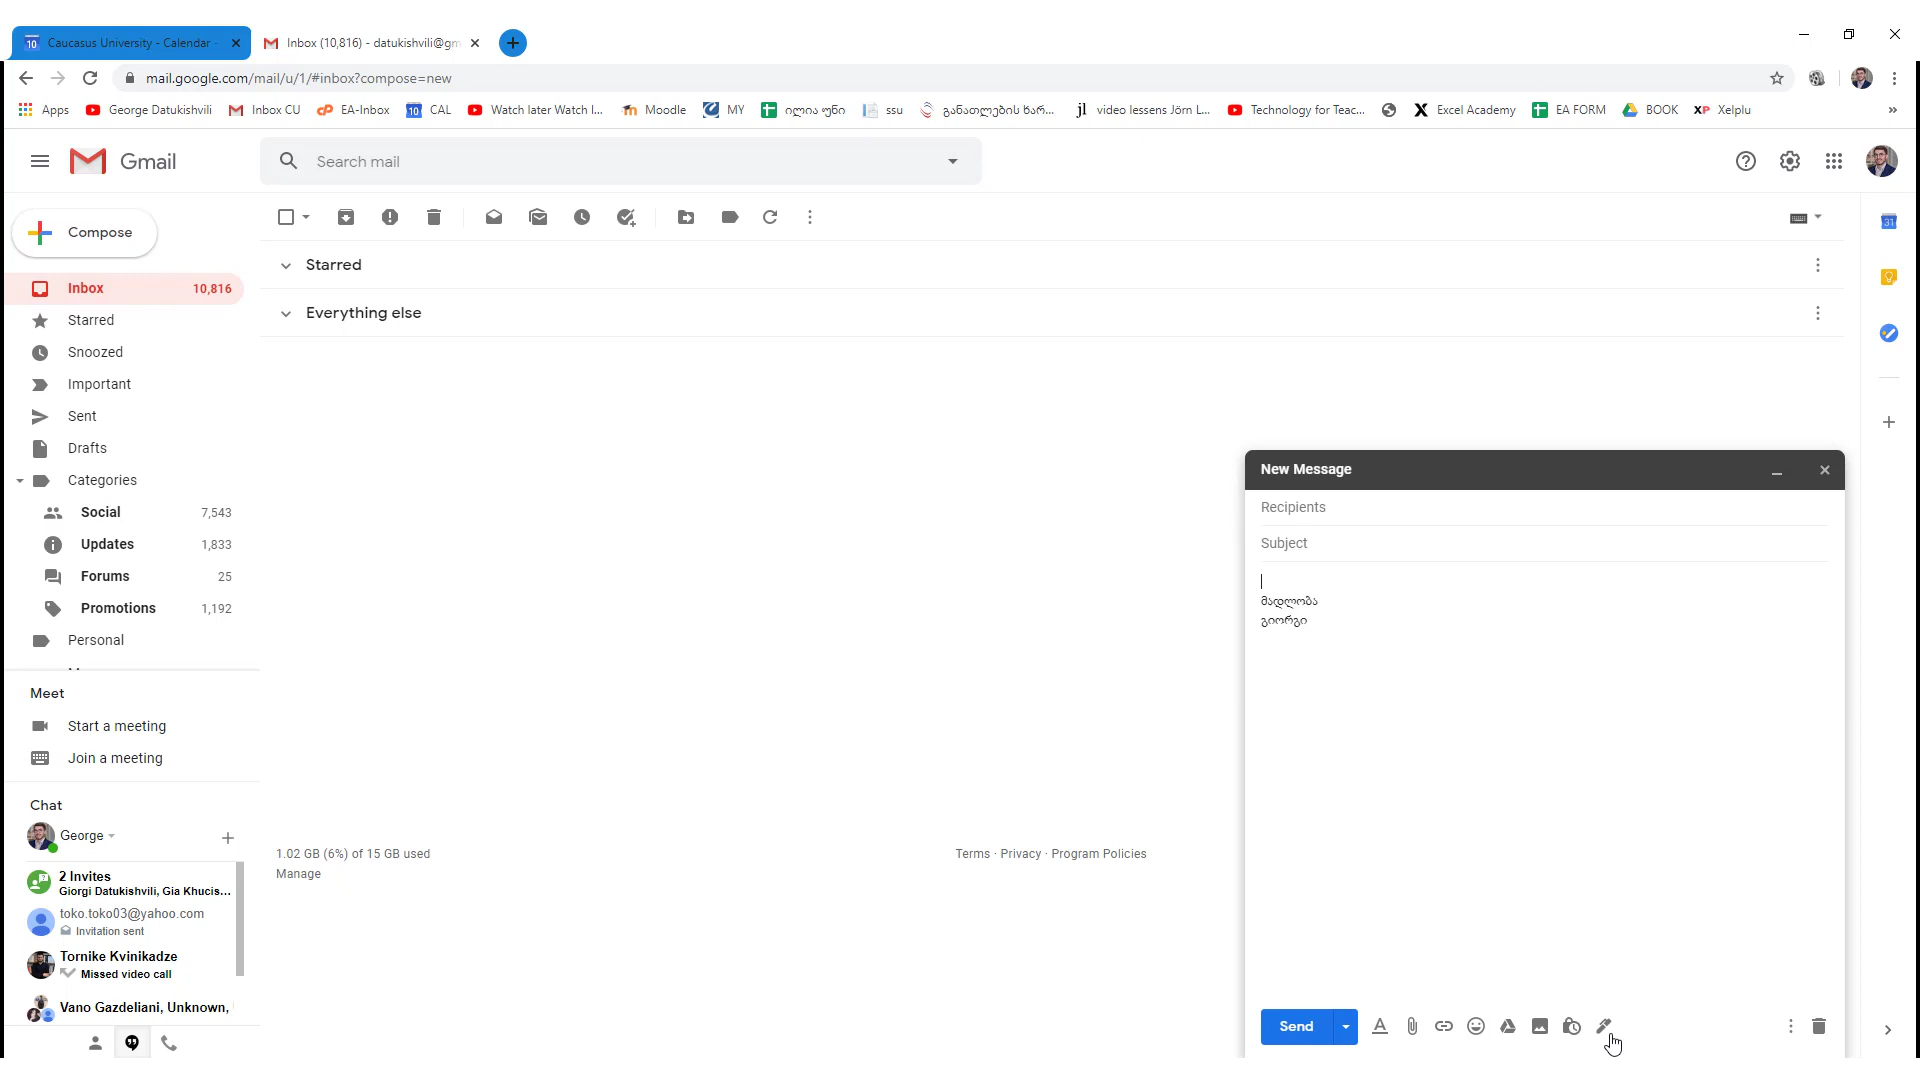 Caucasus University - Calendar -
Inbox (10,816) - datukishvili@gm
mail.google.com/mail/u/1/#inbox?compose=new
Apps
George Datukishvili
Inbox CU
EA-Inbox
CAL
Watch later Watch l...
Moodle
MY
ილია უნი
ssu
განათლების ხარ...
jl video lessens Jörn L...
Technology for Teac...
Excel Academy
EA FORM
BOOK
XP Xelplu
Gmail
Search mail
Compose
Inbox 10,816
Starred
Snoozed
Important
Sent
Drafts
Categories
Social 7,543
Updates 1,833
Forums 25
Promotions 1,192
Personal
Meet
Start a meeting
Join a meeting
Chat
George
2 Invites
Giorgi Datukishvili, Gia Khucis...
toko.toko03@yahoo.com
Invitation sent
Tornike Kvinikadze
Missed video call
Vano Gazdeliani, Unknown,
Starred
Everything else
1.02 GB (6%) of 15 GB used
Manage
Terms · Privacy · Program Policies
New Message
Recipients
Subject
მადლობა
გიორგი
Send